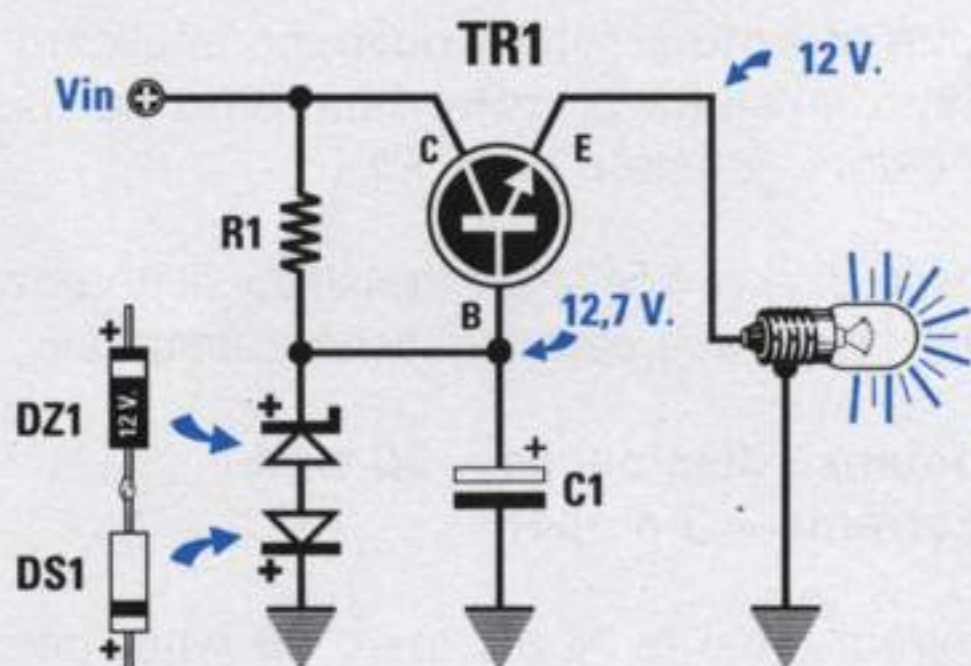 TR1
12 V.
Vin
C
E
R1
B
12,7 V.
+
+
DZ1
12 V.
+
C1
DS1
+
+